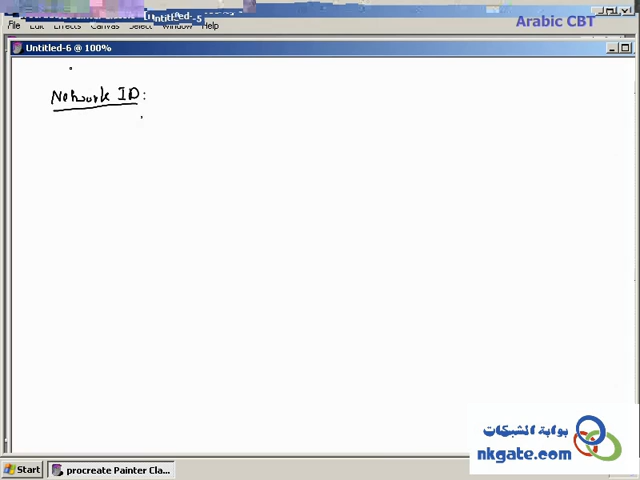 Arabic CBT
File Edit Effects Canvas Select Window Help
Untitled-6 @ 100%
Network ID:
بوابة الشبكات
nkgate.com
Start
procreate Painter Cla...